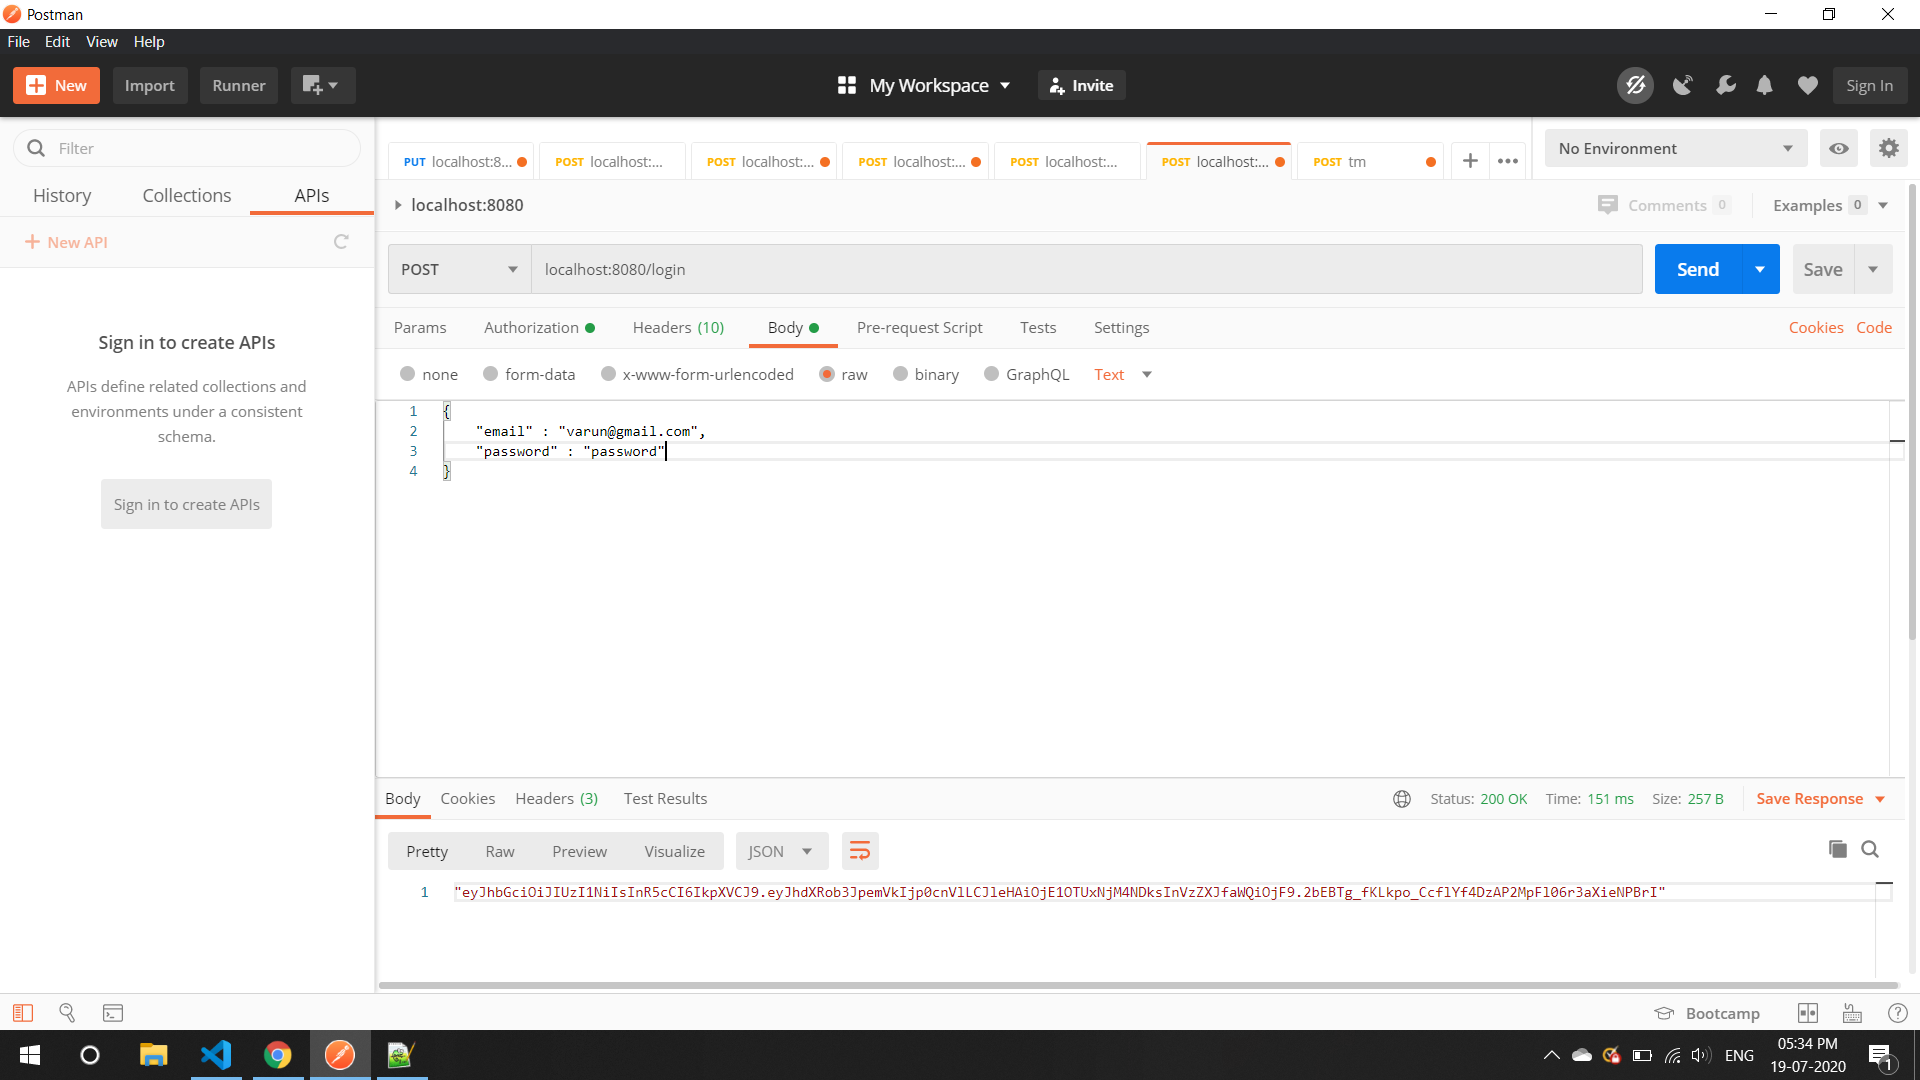 Postman
File Edit View Help
New Import Runner My Workspace Invite Sign In
Filter
History Collections APIs
New API
Sign in to create APIs
APIs define related collections and
environments under a consistent
schema.
Sign in to create APIs
PUT localhost:8... POST localhost:... POST localhost:... POST localhost:... POST localhost:... POST localhost:... POST tm
No Environment
localhost:8080
Comments 0 Examples 0
POST localhost:8080/login Send Save
Params Authorization Headers (10) Body Pre-request Script Tests Settings Cookies Code
none form-data x-www-form-urlencoded raw binary GraphQL Text
1 {
2 "email" : "varun@gmail.com",
3 "password" : "password"
4 }
Body Cookies Headers (3) Test Results Status: 200 OK Time: 151 ms Size: 257 B Save Response
Pretty Raw Preview Visualize JSON
1 "eyJhbGciOiJIUzI1NiIsInR5cCI6IkpXVCJ9.eyJhdXRob3JpemVkIjp0cnVlLCJleHAiOjE1OTUxNjM4NDksInVzZXJfaWQiOjF9.2bEBTg_fKLkpo_CcflYf4DzAP2MpFl06r3aXieNPBrI"
Bootcamp
ENG
05:34 PM
19-07-2020
1